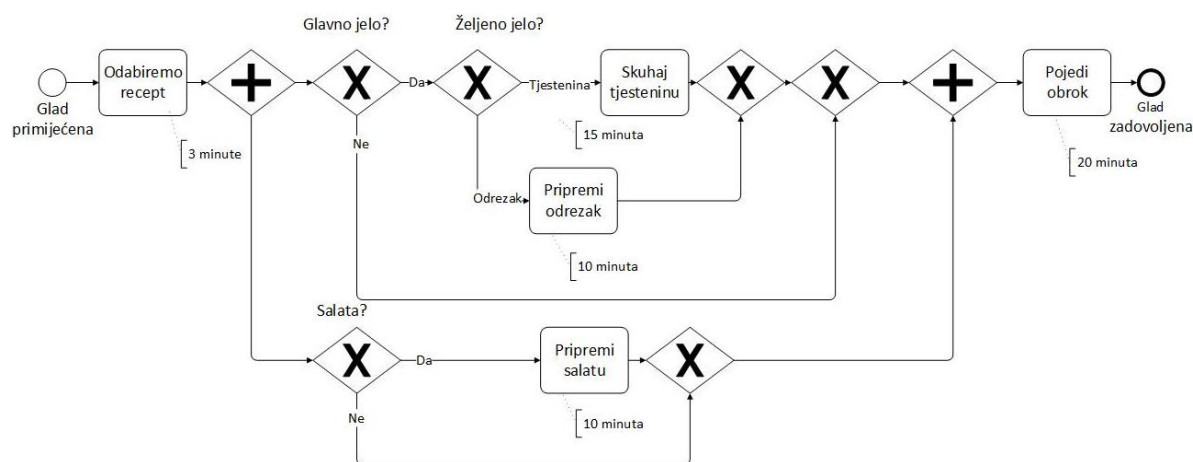 Glavno jelo?
Željeno jelo?
Glad
primijećena
Odabiremo
recept
3 minute
Da
Ne
Tjestenina
Skuhaj
tjesteninu
15 minuta
Odrezak
Pripremi
odrezak
10 minuta
Pojedi
obrok
20 minuta
Glad
zadovoljena
Salata?
Da
Ne
Pripremi
salatu
10 minuta